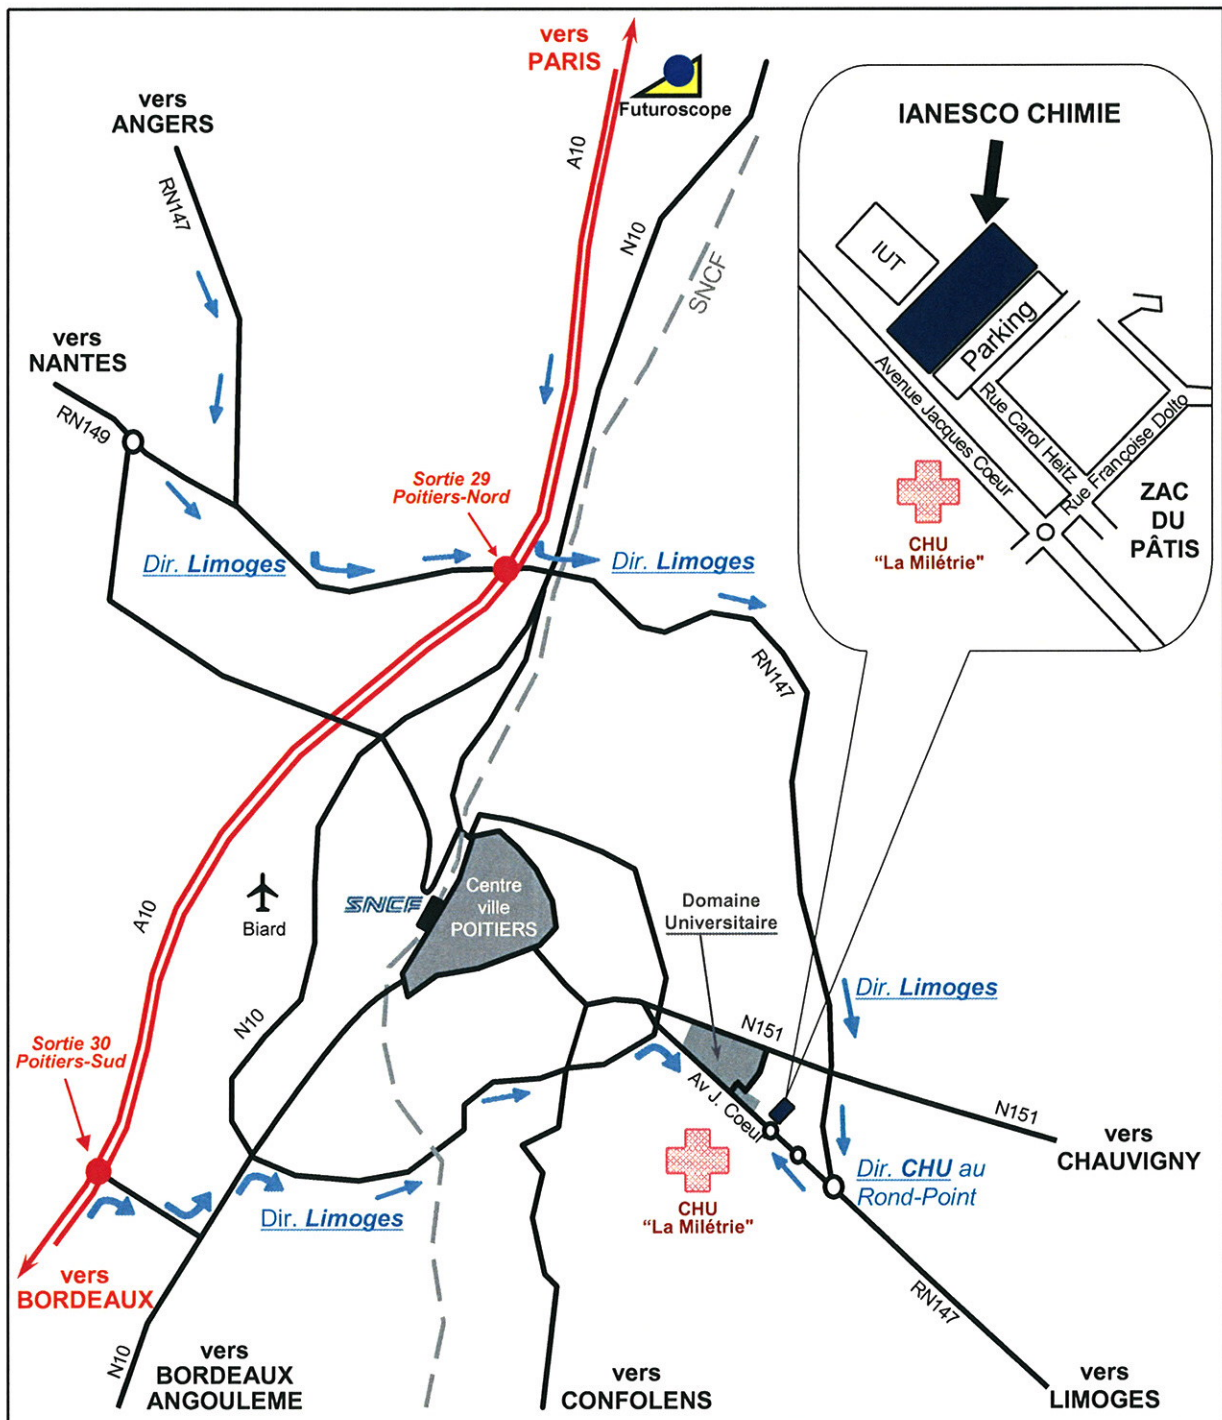 vers
PARIS
Futuroscope
vers
ANGERS
RN147
A10
N10
SNCF
IANESCO CHIMIE
IUT
Parking
Avenue Jacques Coeur
Rue Carol Heitz
Rue Françoise Dolto
CHU
“La Milétrie"
ZAC
DU
PÂTIS
vers
NANTES
RN149
Sortie 29
Poitiers-Nord
Dir. Limoges
Dir. Limoges
RN147
A10
Biard
SNCF
Centre
ville
POITIERS
Domaine
Universitaire
N10
N151
Dir. Limoges
Sortie 30
Poitiers-Sud
Av J. Coeur
N151
vers
CHAUVIGNY
Dir. CHU au
Rond-Point
CHU
“La Milétrie"
Dir. Limoges
vers
BORDEAUX
RN147
N10
vers
BORDEAUX
ANGOULEME
vers
CONFOLENS
vers
LIMOGES